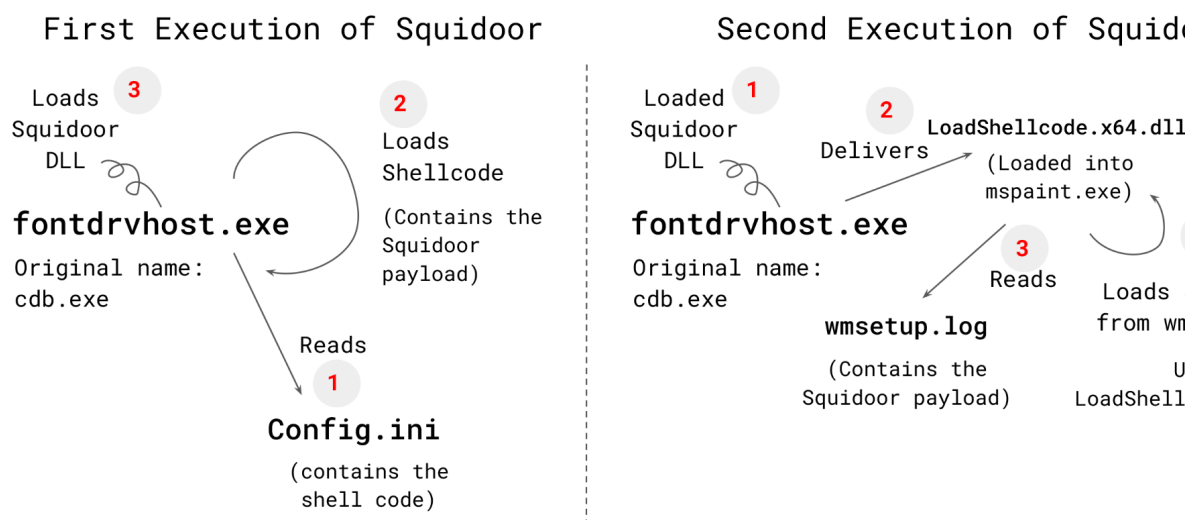 First Execution of Squidoor
3
Loads
Squidoor
DLL
2
Loads
Shellcode
(Contains the
Squidoor
payload)
fontdrvhost.exe
Original name:
cdb.exe
Reads
1
Config.ini
(contains the
shell code)
Second Execution of
1
Loaded
Squidoor
DLL
2
Delivers
LoadShellcode.x64.dll
(Loaded into
mspaint.exe)
fontdrvhost.exe
Original name:
cdb.exe
3
Reads
wmsetup.log
(Contains the
Squidoor payload)
Loads
from